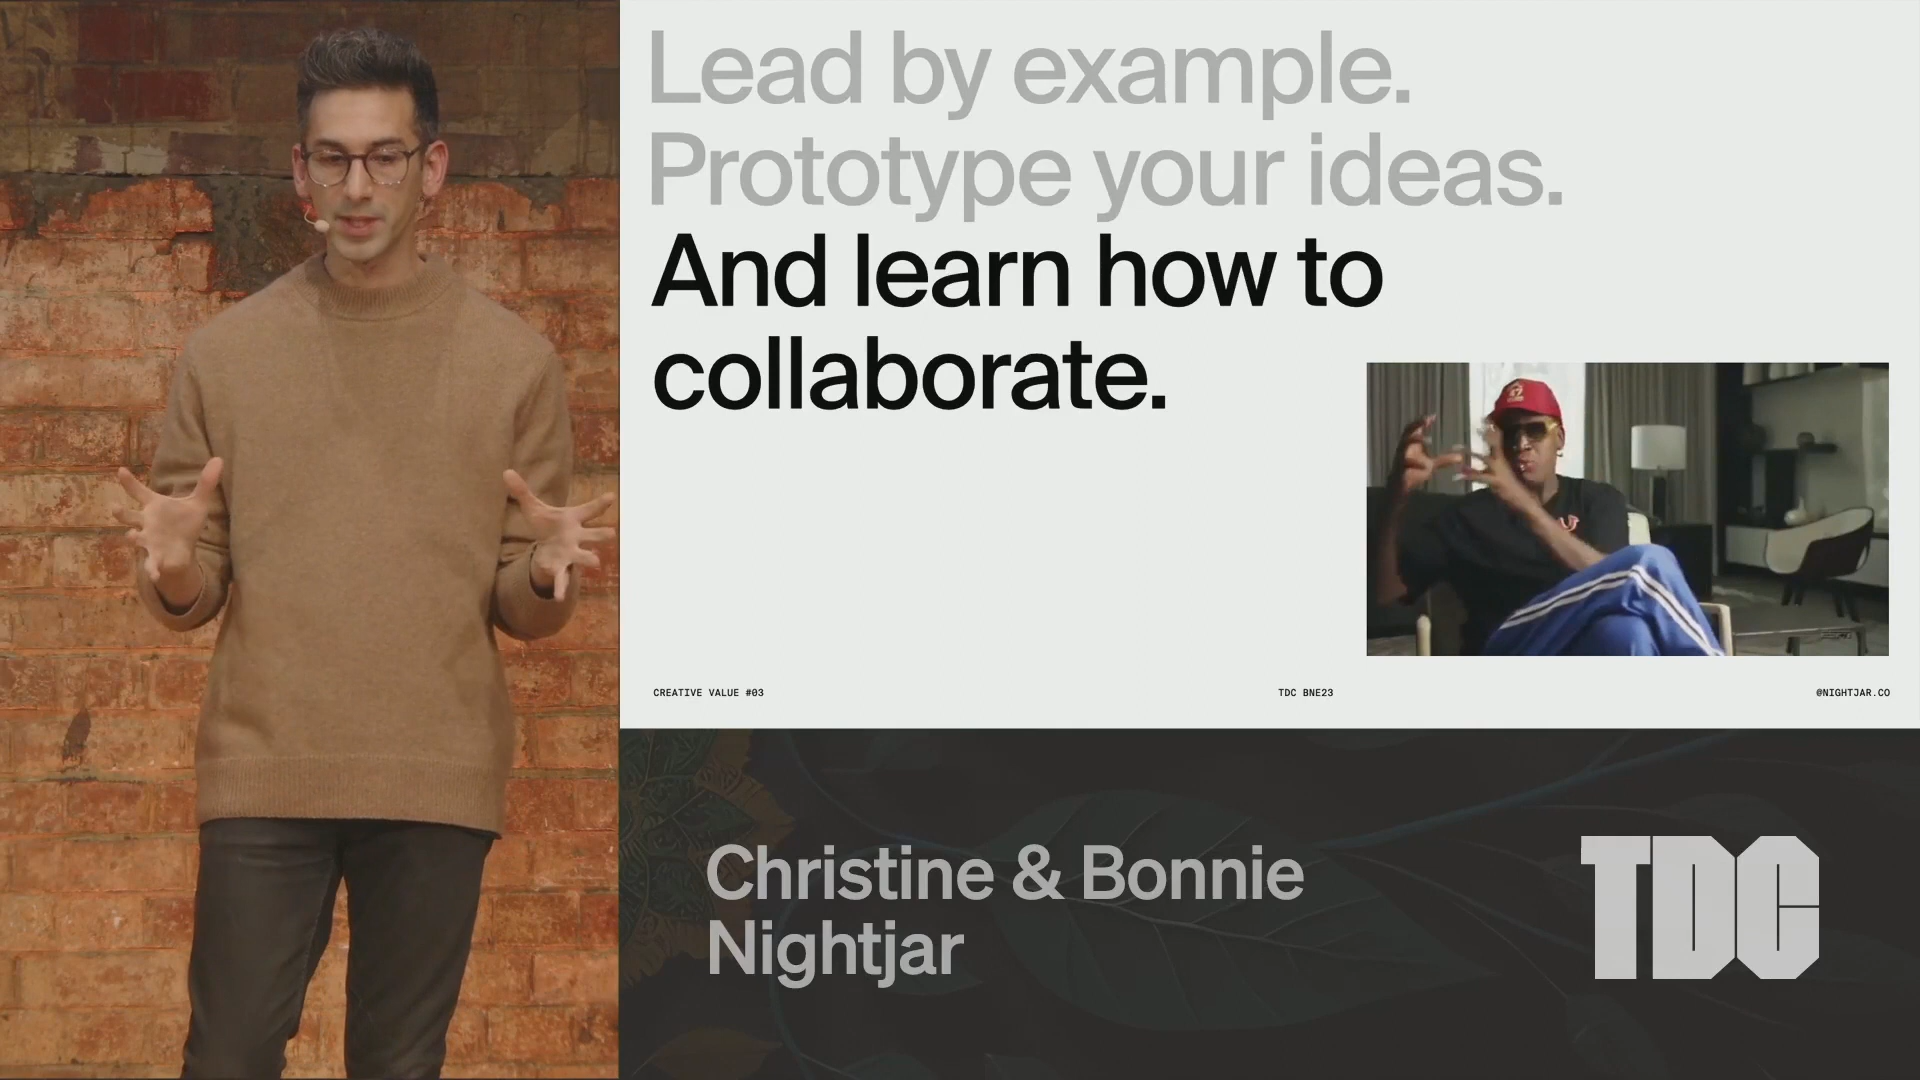 Lead by example.
Prototype your ideas.
And learn how to
collaborate.
CREATIVE VALUE #03
TDC BNE23
@NIGHTJAR.CO
Christine & Bonnie
Nightjar
TDC